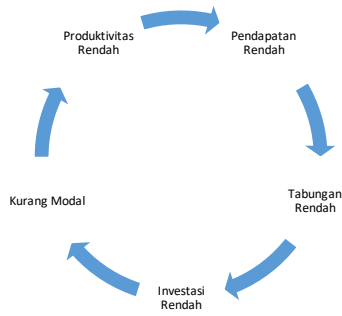 Produktivitas
Rendah
Pendapatan
Rendah
Tabungan
Rendah
Investasi
Rendah
Kurang Modal